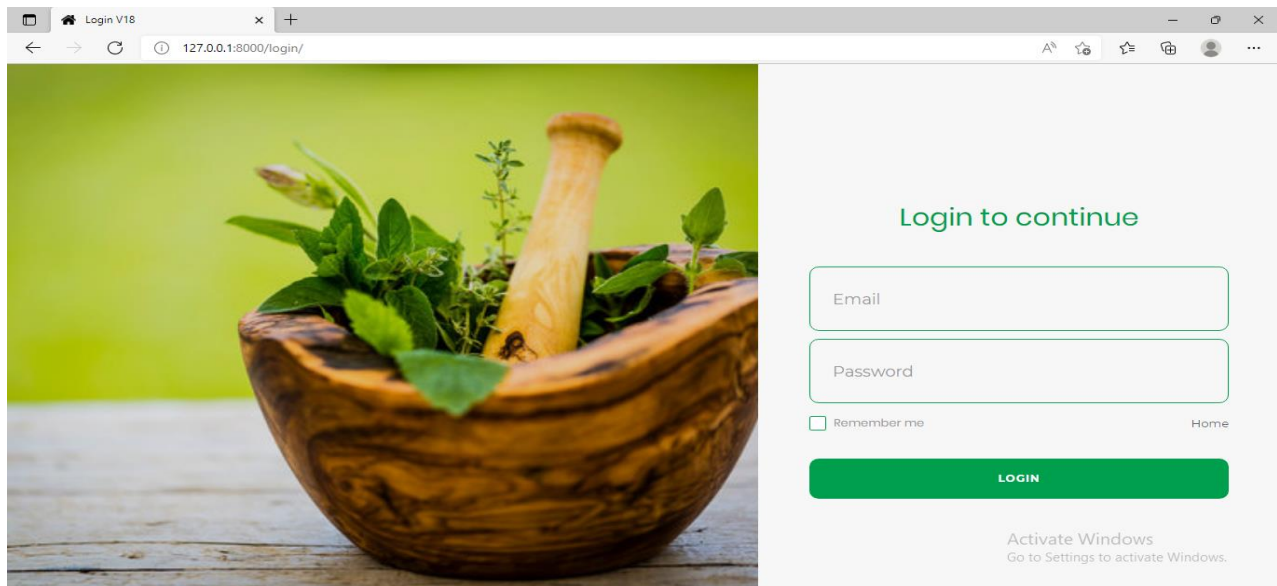 Login V18
127.0.0.1:8000/login/
Login to continue
Email
Password
Remember me
Home
LOGIN
Activate Windows
Go to Settings to activate Windows.